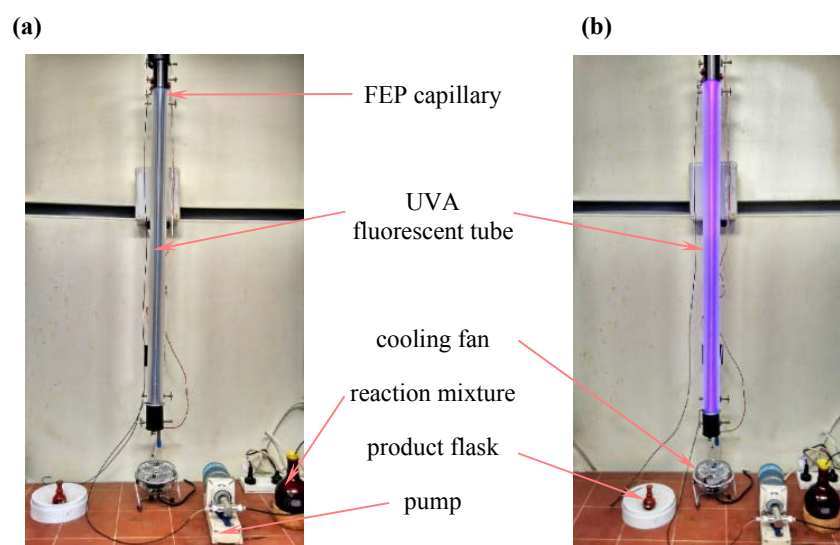 (a)
(b)
FEP capillary
UVA
fluorescent tube
cooling fan
reaction mixture
product flask
pump